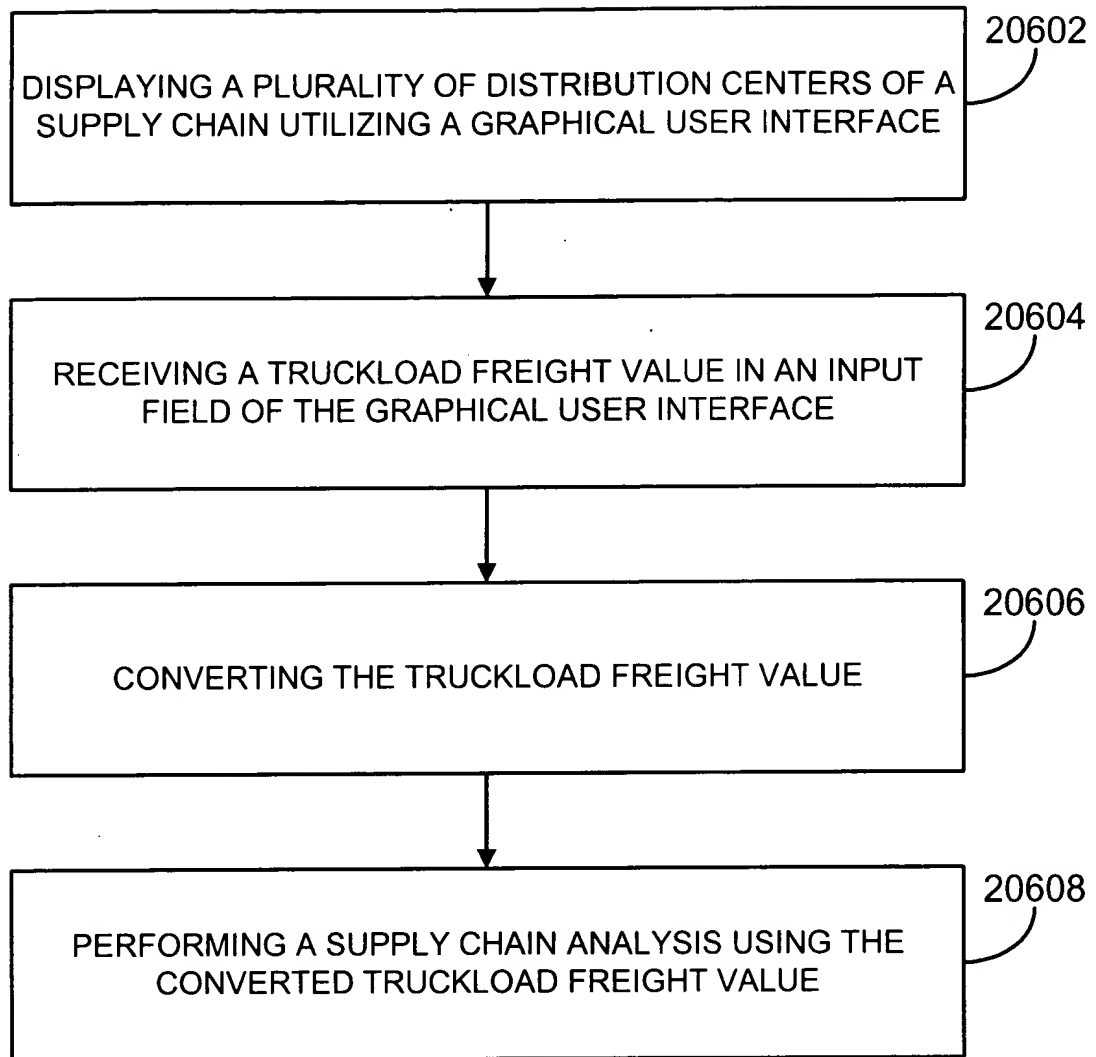 20602
DISPLAYING A PLURALITY OF DISTRIBUTION CENTERS OF A
SUPPLY CHAIN UTILIZING A GRAPHICAL USER INTERFACE
20604
RECEIVING A TRUCKLOAD FREIGHT VALUE IN AN INPUT
FIELD OF THE GRAPHICAL USER INTERFACE
20606
CONVERTING THE TRUCKLOAD FREIGHT VALUE
20608
PERFORMING A SUPPLY CHAIN ANALYSIS USING THE
CONVERTED TRUCKLOAD FREIGHT VALUE